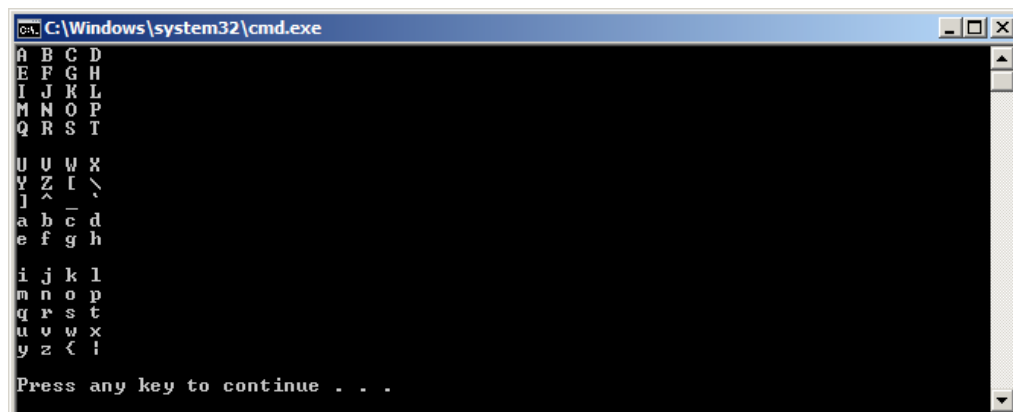 C:\Windows\system32\cmd.exe
A B C D
E F G H
I J K L
M N O P
Q R S T
U V W X
Y Z [ \
] ^ _ `
a b c d
e f g h
i j k l
m n o p
q r s t
u v w x
y z { ¦
Press any key to continue . . .